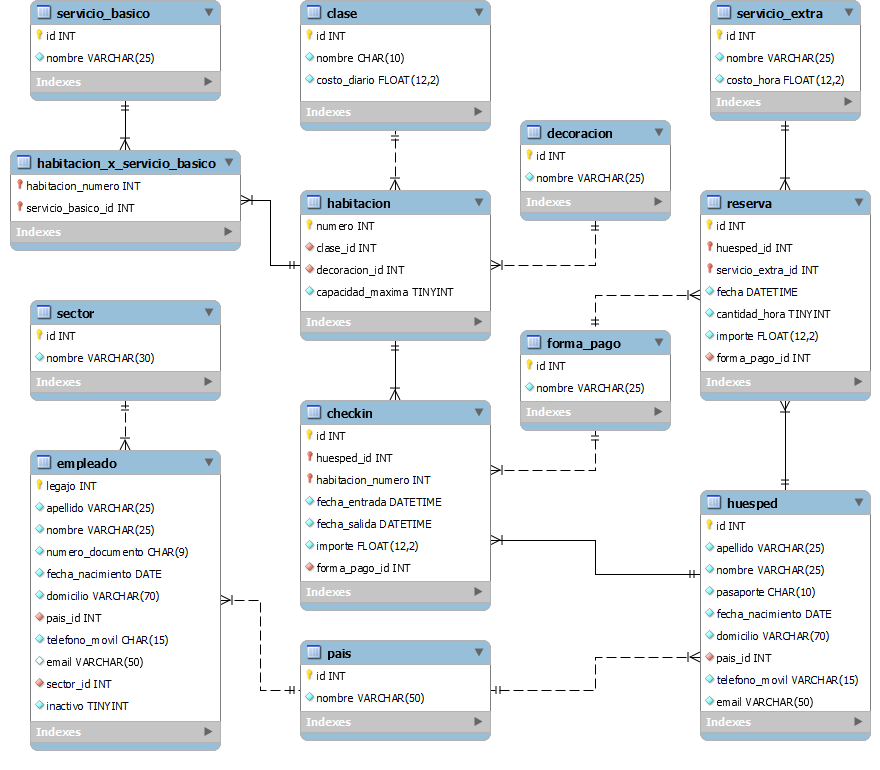 servicio_basico
id INT
nombre VARCHAR(25)
Indexes
clase
id INT
nombre CHAR(10)
costo_diario FLOAT(12,2)
Indexes
servicio_extra
id INT
nombre VARCHAR(25)
costo_hora FLOAT(12,2)
Indexes
decoracion
id INT
nombre VARCHAR(25)
Indexes
habitacion_x_servicio_basico
habitacion_numero INT
servicio_basico_id INT
Indexes
habitacion
numero INT
clase_id INT
decoracion_id INT
capacidad_maxima TINYINT
Indexes
reserva
id INT
huesped_id INT
servicio_extra_id INT
fecha DATETIME
cantidad_hora TINYINT
importe FLOAT(12,2)
forma_pago_id INT
Indexes
sector
id INT
nombre VARCHAR(30)
Indexes
forma_pago
id INT
nombre VARCHAR(25)
Indexes
checkin
id INT
huesped_id INT
habitacion_numero INT
fecha_entrada DATETIME
fecha_salida DATETIME
importe FLOAT(12,2)
forma_pago_id INT
Indexes
empleado
legajo INT
apellido VARCHAR(25)
nombre VARCHAR(25)
numero_documento CHAR(9)
fecha_nacimiento DATE
domicilio VARCHAR(70)
pais_id INT
telefono_movil CHAR(15)
email VARCHAR(50)
sector_id INT
inactivo TINYINT
Indexes
huesped
id INT
apellido VARCHAR(25)
nombre VARCHAR(25)
pasaporte CHAR(10)
fecha_nacimiento DATE
domicilio VARCHAR(70)
pais_id INT
telefono_movil VARCHAR(15)
email VARCHAR(50)
Indexes
pais
id INT
nombre VARCHAR(50)
Indexes